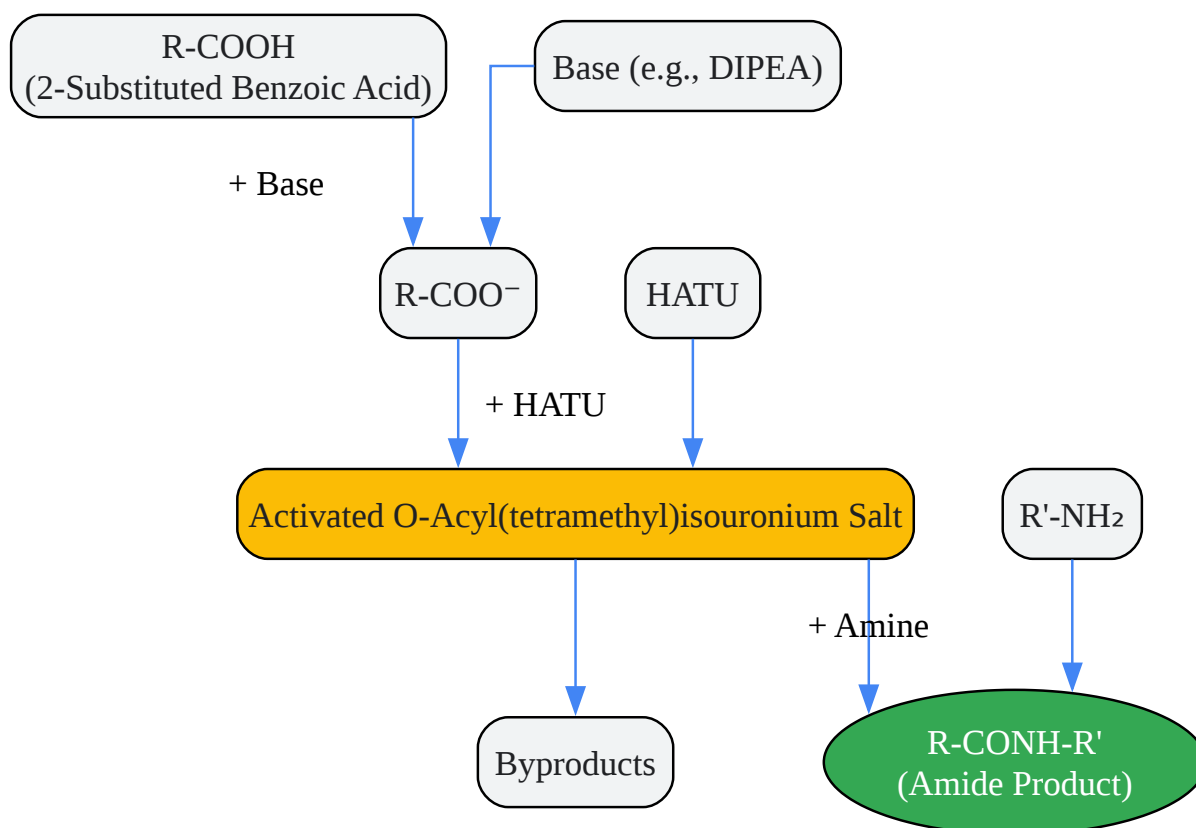 R-COOH
(2-Substituted Benzoic Acid)
Base (e.g., DIPEA)
+ Base
R-COO⁻
HATU
+ HATU
Activated O-Acyl(tetramethyl)isouronium Salt
R'-NH₂
+ Amine
Byproducts
R-CONH-R'
(Amide Product)